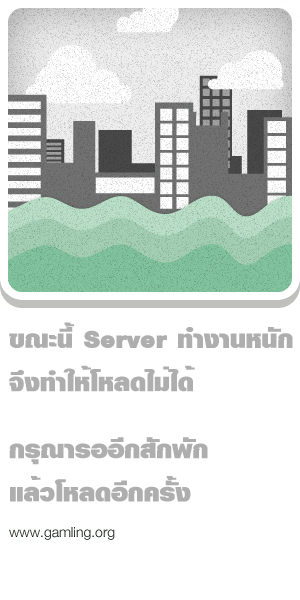 ขณะนี้ Server ทำงานหนัก
จึงทำให้โหลดไม่ได้
กรุณารออีกสักพัก
แล้วโหลดอีกครั้ง
www.gamling.org